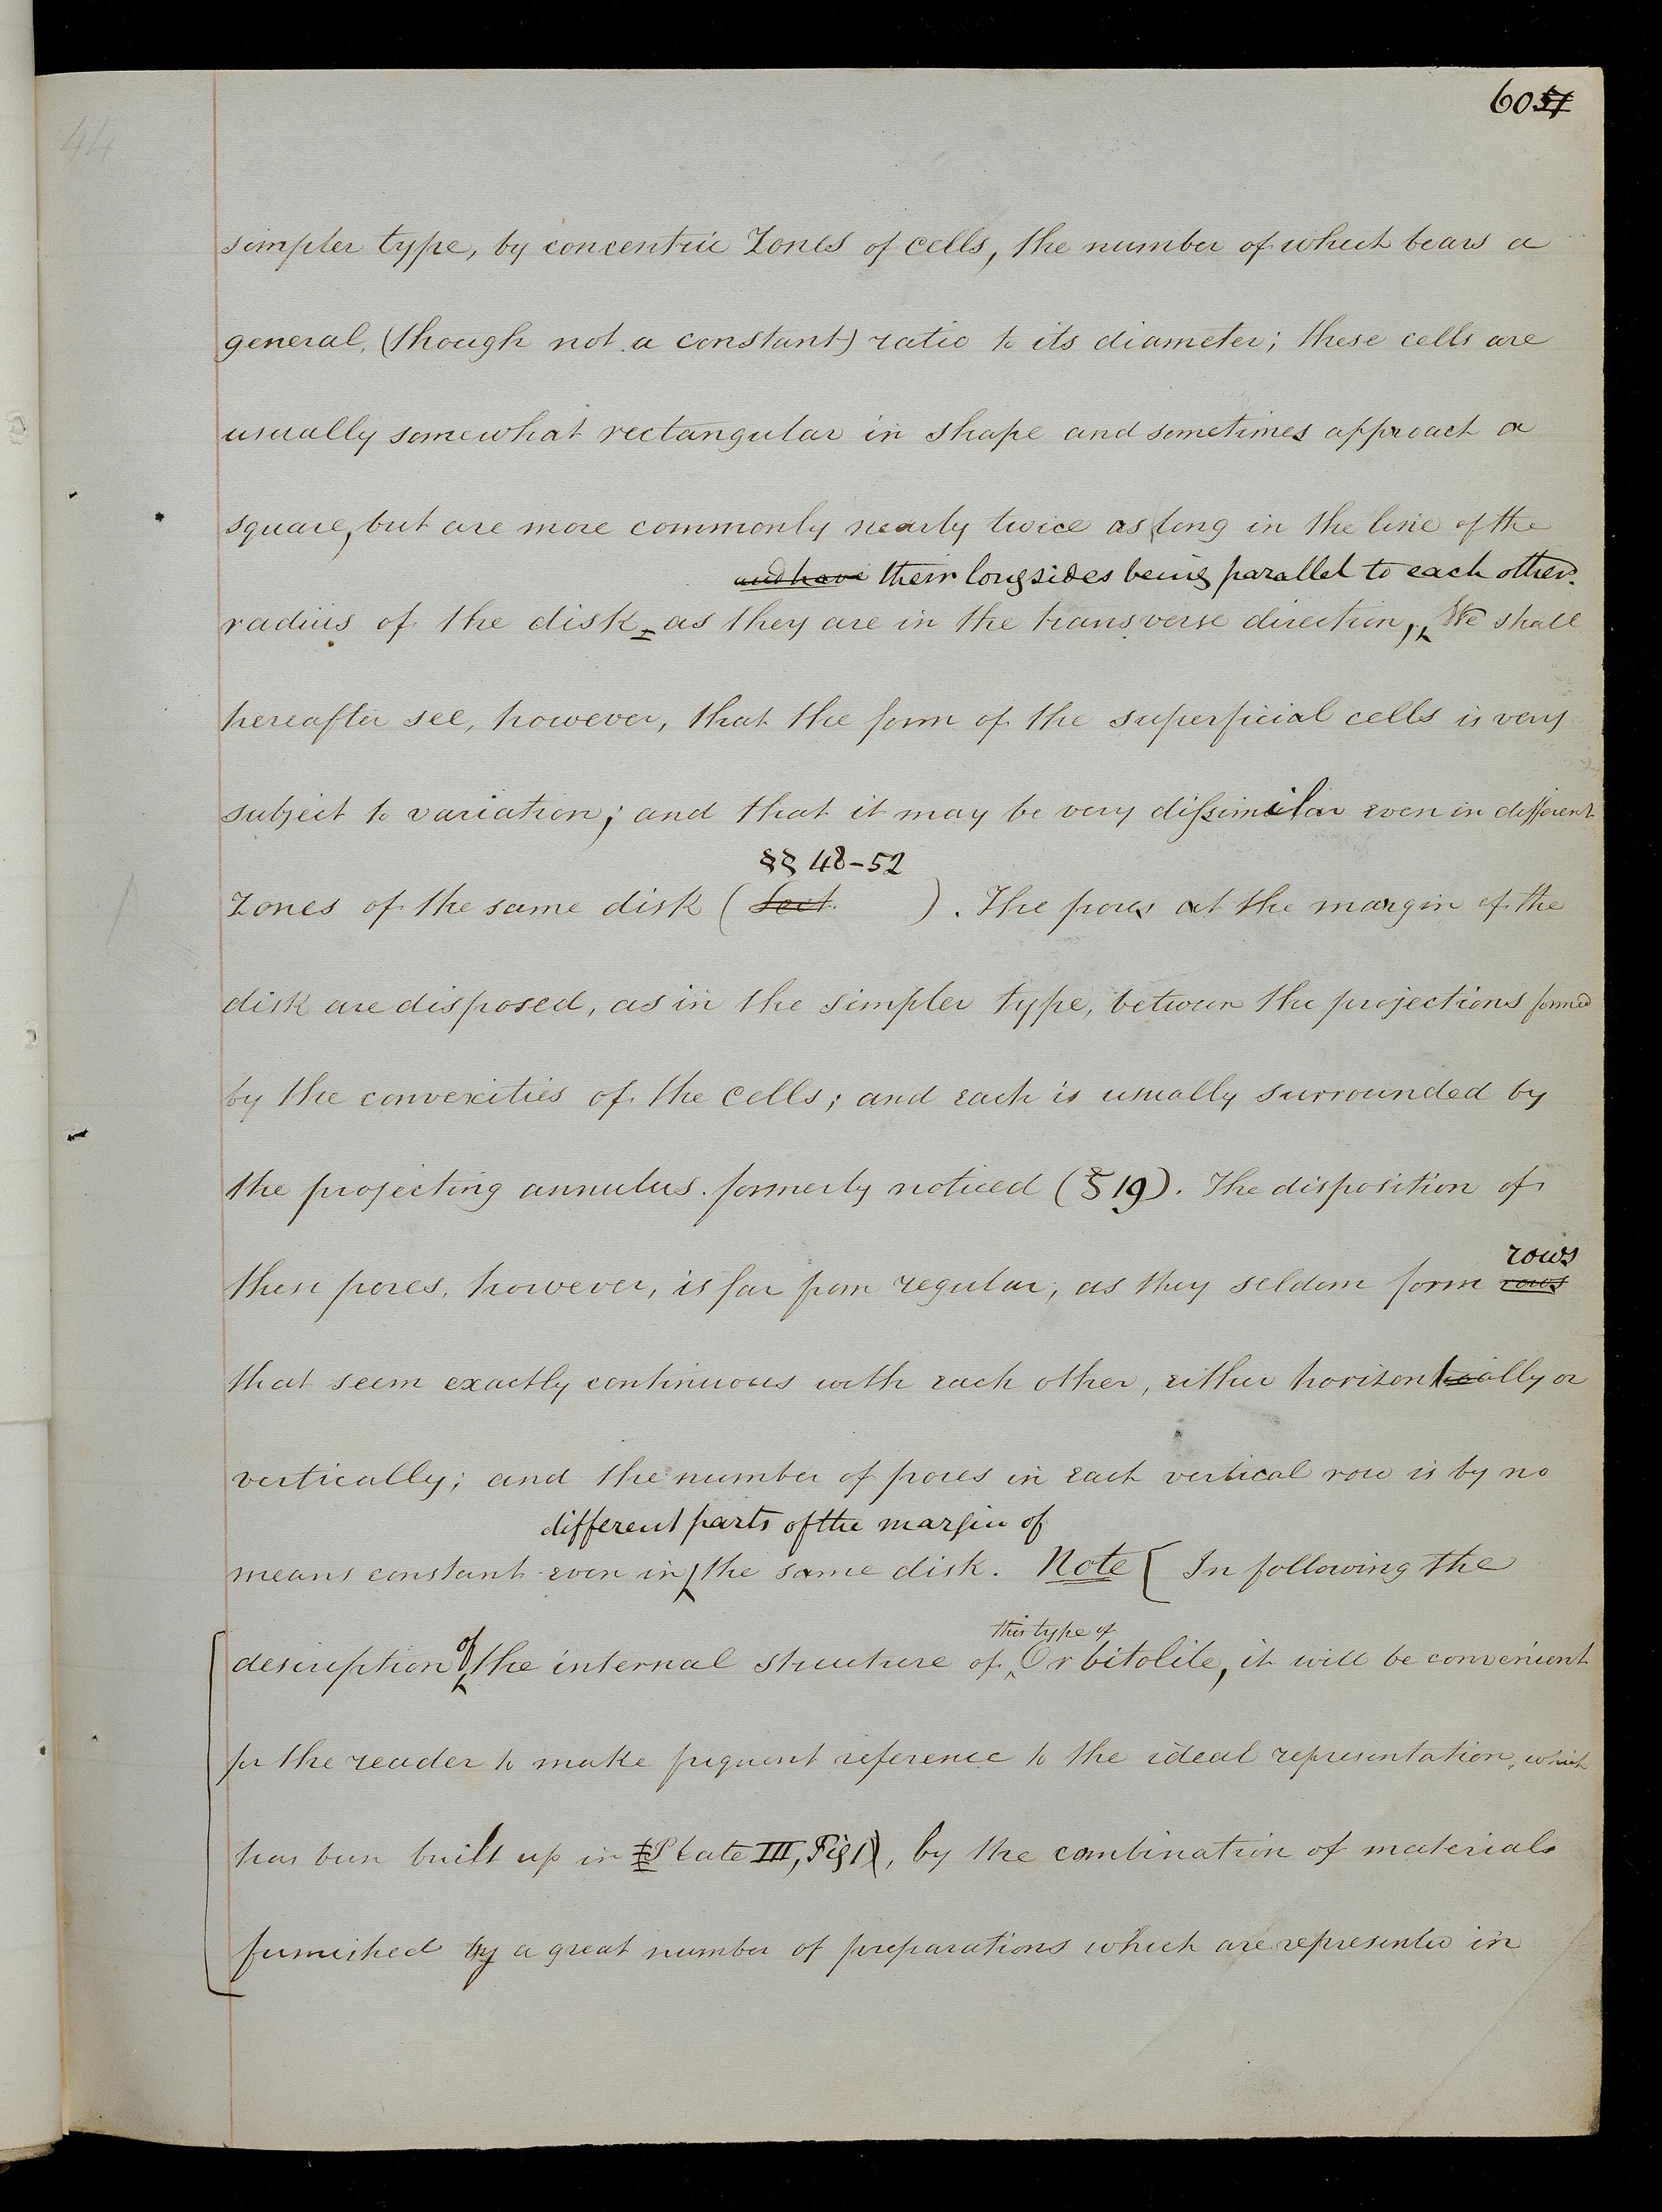 60 57
44
simpler type, by concentric Zones of cells, the number of which bears a
general, (though not a constant) ratio to its diameter; these cells are
usually somewhat rectangular in shape and sometimes approach a
square, but are more commonly nearly twice as long in the line of the
and have their long sides being parallel to each other.
radius of the disk, as they are in the transverse direction, We shall
hereafter see, however, that the form of the superficial cells is very
subject to variation; and that it may be very dissimilar even in different
Zones of the same disk (Sect. ). The pores at the margin of the
§§ 48-52
disk are disposed, as in the simpler type, between the projections formed
by the convexities of the cells; and each is usually surrounded by
the projecting annulus formerly noticed (§ 19). The disposition of
these pores, however, is far from regular; as they seldom form rows
rows
that seem exactly continuous with each other, either horizontally or
vertically; and the number of pores in each vertical row is by no
different parts of the margin of
means constant even in the same disk. Note [ In following the
this type of
description of the internal structure of Orbitolite, it will be convenient
for the reader to make frequent reference to the ideal representation, which
has been built up in Plate III, Fig 1), by the combination of materials
furnished by a great number of preparations which are represented in